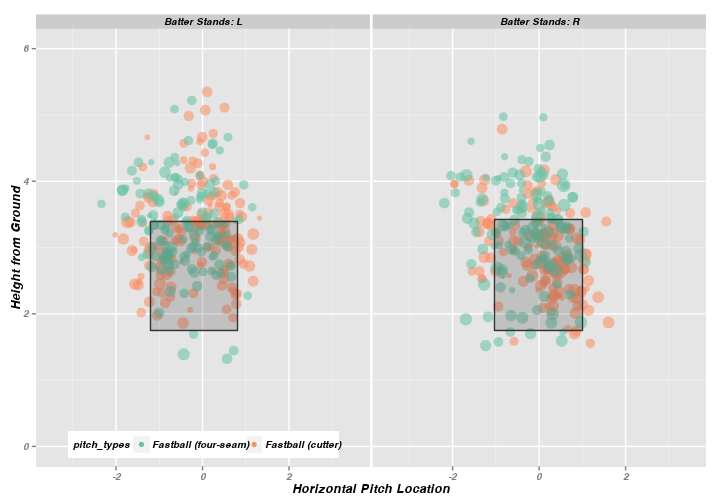 Batter Stands: L Batter Stands: R
6
4
2
0
Height from Ground
pitch_types Fastball (four-seam) Fastball (cutter)
-2 0 2 -2 0 2
Horizontal Pitch Location